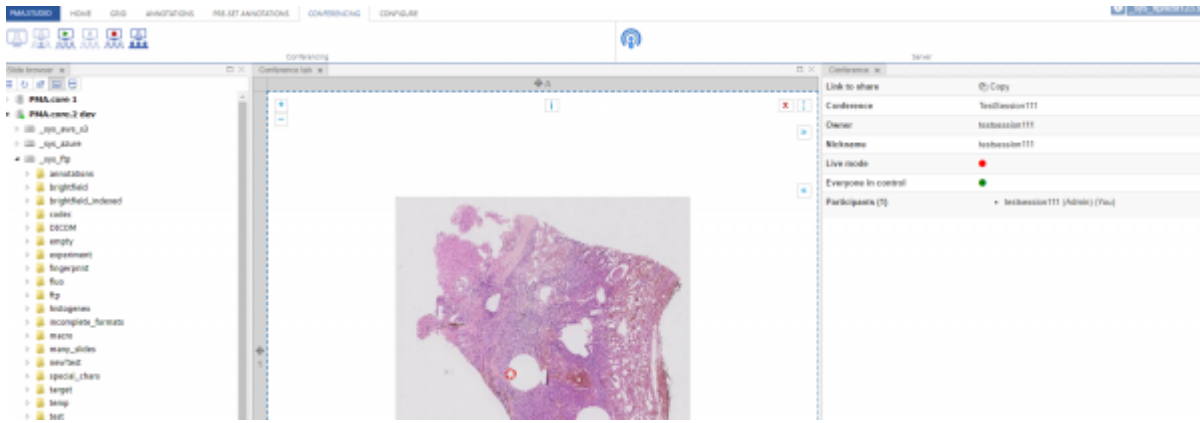 PMA.STUDIO HOME GRID ANNOTATIONS PRE-SET ANNOTATIONS CONFERENCING CONFIGURE
Conferencing
Server
Slide browser x
Conference tab x
Conference x
A
1
i
x
PMA.core 1
PMA.core.2 dev
_sys_aws_s3
_sys_azure
_sys_ftp
annotations
brightfield
brightfield_indexed
codec
DICOM
empty
experiment
fingerprint
fluo
ftp
histogenex
incomplete_formats
macro
many_slides
newtest
special_chars
target
temp
test
Link to share Copy
Conference TestSession111
Owner testsession111
Nickname testsession111
Live mode
Everyone in control
Participants (1) • testsession111 (Admin) (You)